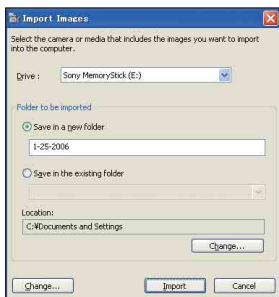 Import Images
Select the camera or media that includes the images you want to import
into the computer.
Drive :
Sony MemoryStick (E:)
Folder to be imported
Save in a new folder
1-25-2006
Save in the existing folder
Location:
C:¥Documents and Settings
Change...
Change...
Import
Cancel